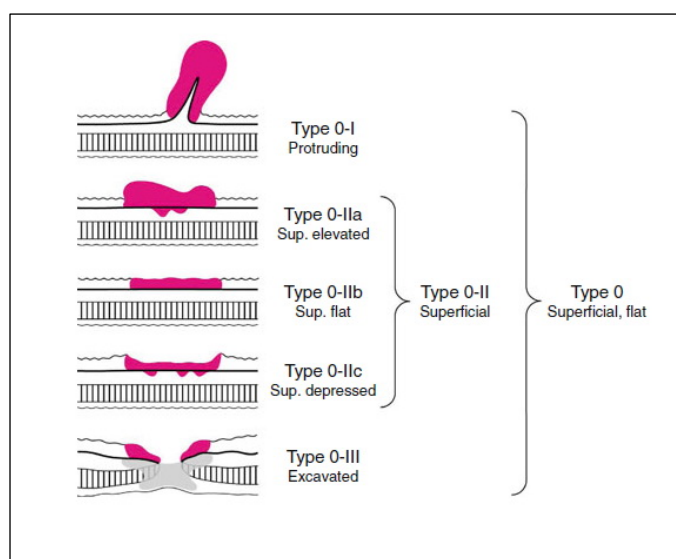 Type 0-I
Protruding
Type 0-IIa
Sup. elevated
Type 0-IIb
Sup. flat
Type 0-IIc
Sup. depressed
Type 0-III
Excavated
Type 0-II
Superficial
Type 0
Superficial, flat